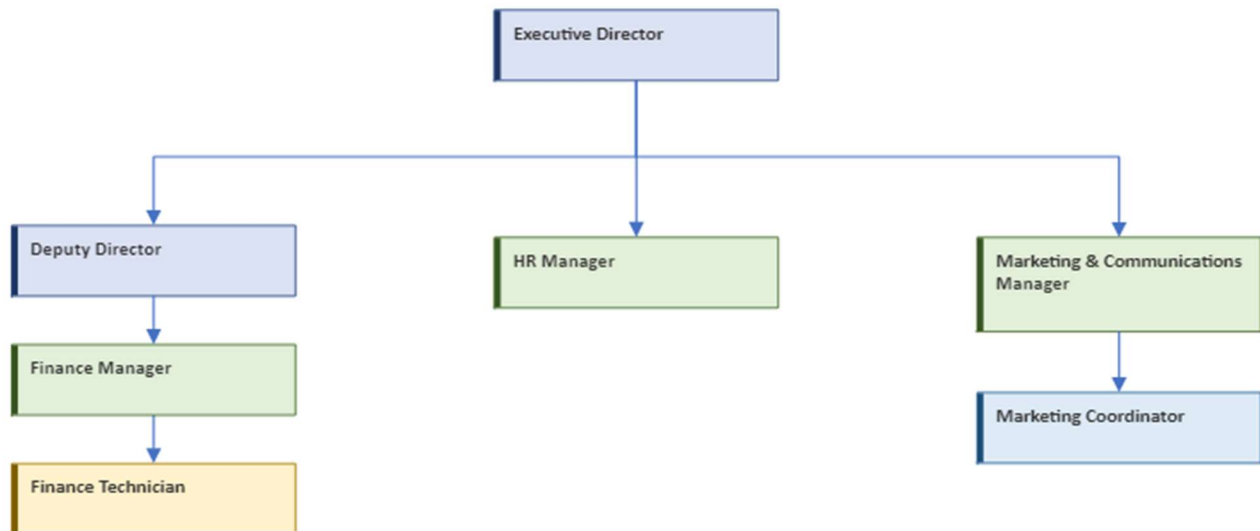 Executive Director
Deputy Director
HR Manager
Marketing & Communications
Manager
Finance Manager
Marketing Coordinator
Finance Technician